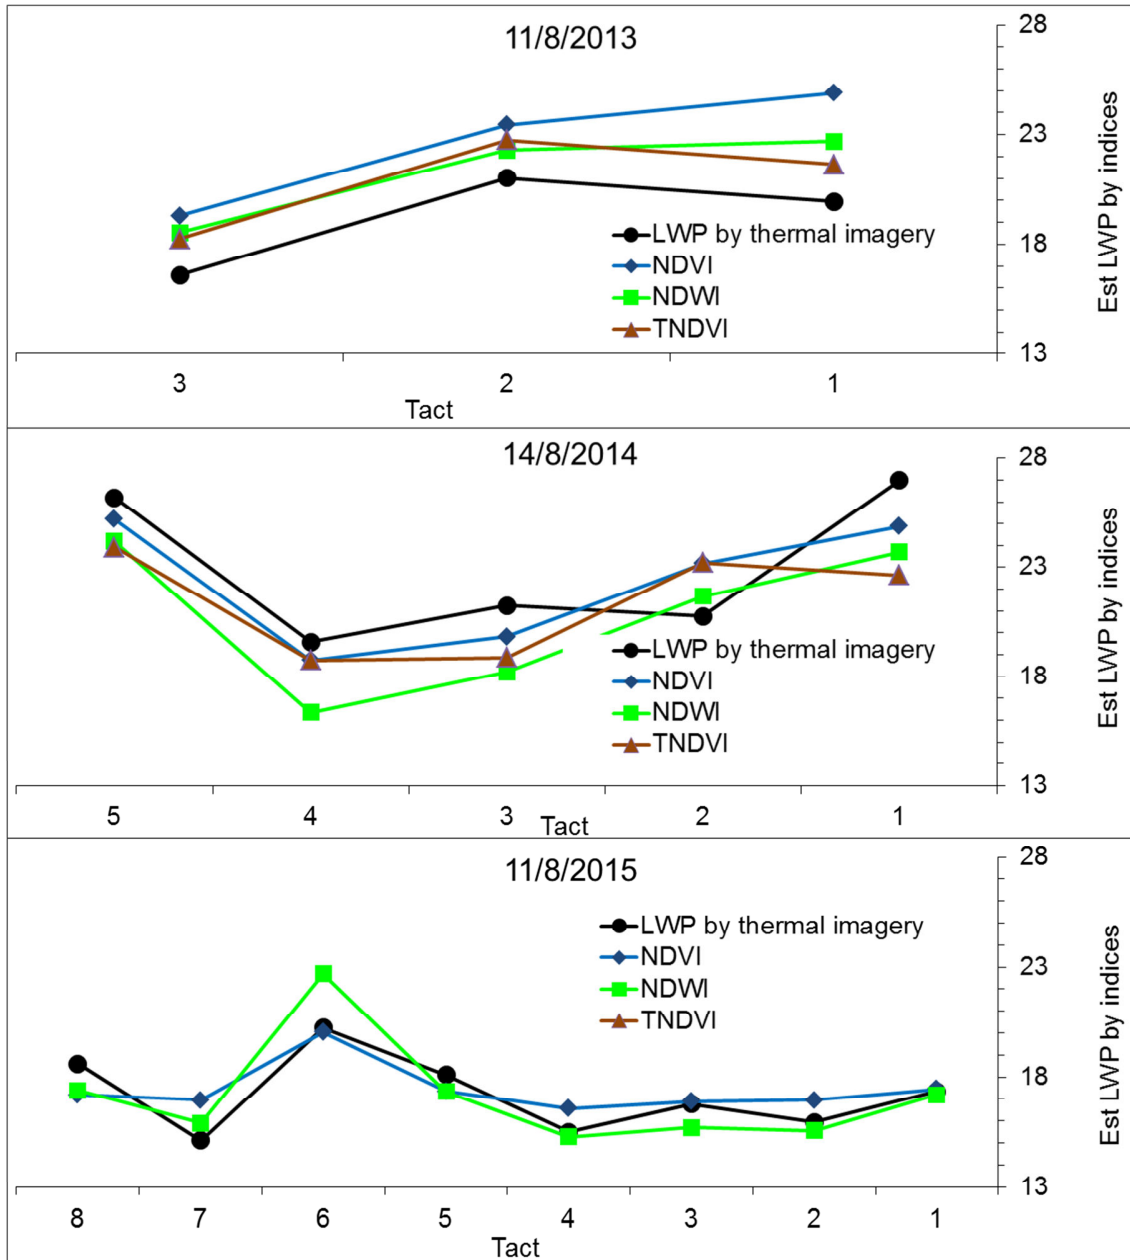 11/8/2013
28
23
18
13
Est LWP by indices
LWP by thermal imagery
NDVI
NDWI
TNDVI
3 2 1
Tact
14/8/2014
28
23
18
13
Est LWP by indices
LWP by thermal imagery
NDVI
NDWI
TNDVI
5 4 3 2 1
Tact
11/8/2015
28
23
18
13
Est LWP by indices
LWP by thermal imagery
NDVI
NDWI
TNDVI
8 7 6 5 4 3 2 1
Tact